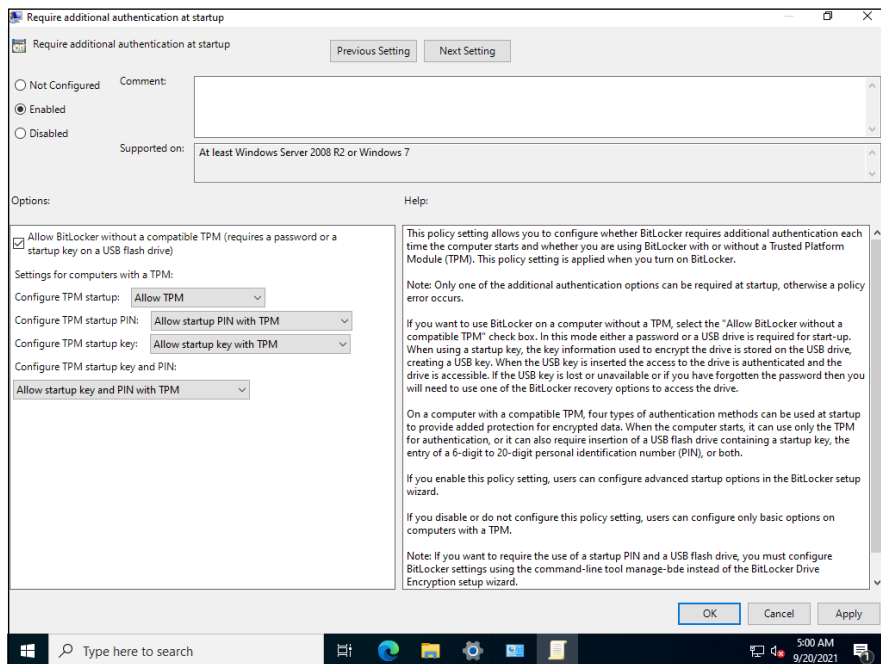 Require additional authentication at startup
Require additional authentication at startup
Previous Setting
Next Setting
Not Configured
Enabled
Disabled
Comment:
Supported on:
At least Windows Server 2008 R2 or Windows 7
Options:
Help:
Allow BitLocker without a compatible TPM (requires a password or a
startup key on a USB flash drive)
Settings for computers with a TPM:
Configure TPM startup: Allow TPM
Configure TPM startup PIN: Allow startup PIN with TPM
Configure TPM startup key: Allow startup key with TPM
Configure TPM startup key and PIN:
Allow startup key and PIN with TPM
This policy setting allows you to configure whether BitLocker requires additional authentication each
time the computer starts and whether you are using BitLocker with or without a Trusted Platform
Module (TPM). This policy setting is applied when you turn on BitLocker.
Note: Only one of the additional authentication options can be required at startup, otherwise a policy
error occurs.
If you want to use BitLocker on a computer without a TPM, select the "Allow BitLocker without a
compatible TPM" check box. In this mode either a password or a USB drive is required for start-up.
When using a startup key, the key information used to encrypt the drive is stored on the USB drive,
creating a USB key. When the USB key is inserted the access to the drive is authenticated and the
drive is accessible. If the USB key is lost or unavailable or if you have forgotten the password then you
will need to use one of the BitLocker recovery options to access the drive.
On a computer with a compatible TPM, four types of authentication methods can be used at startup
to provide added protection for encrypted data. When the computer starts, it can use only the TPM
for authentication, or it can also require insertion of a USB flash drive containing a startup key, the
entry of a 6-digit to 20-digit personal identification number (PIN), or both.
If you enable this policy setting, users can configure advanced startup options in the BitLocker setup
wizard.
If you disable or do not configure this policy setting, users can configure only basic options on
computers with a TPM.
Note: If you want to require the use of a startup PIN and a USB flash drive, you must configure
BitLocker settings using the command-line tool manage-bde instead of the BitLocker Drive
Encryption setup wizard.
OK
Cancel
Apply
Type here to search
5:00 AM
9/20/2021
1